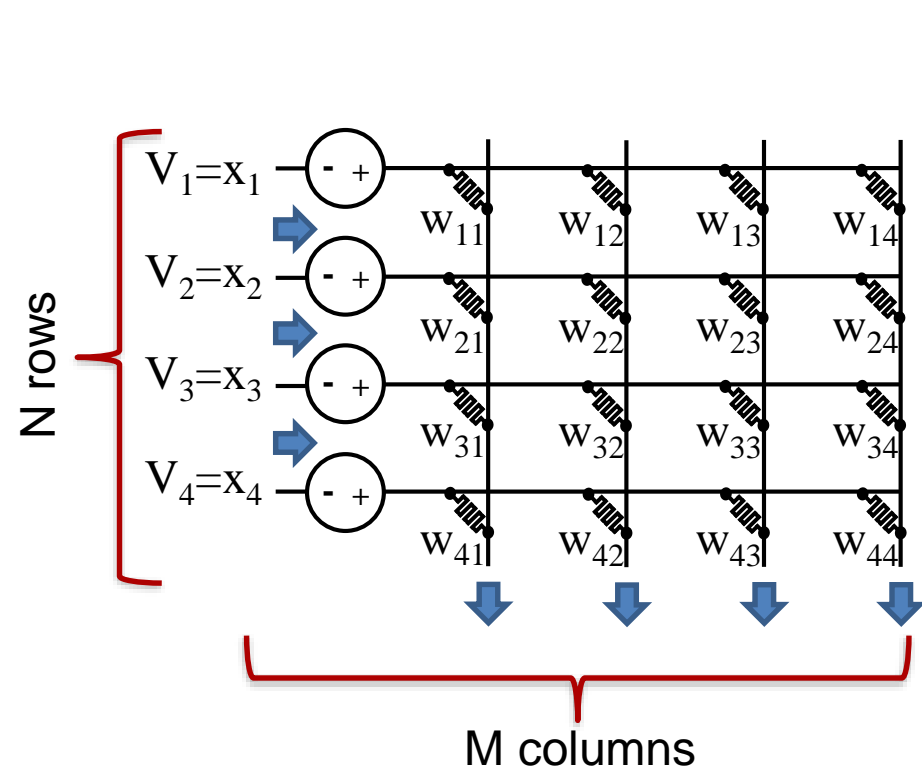 V₁=x₁
- +
w₁₁ w₁₂ w₁₃ w₁₄
V₂=x₂
- +
w₂₁ w₂₂ w₂₃ w₂₄
N rows
V₃=x₃
- +
w₃₁ w₃₂ w₃₃ w₃₄
V₄=x₄
- +
w₄₁ w₄₂ w₄₃ w₄₄
M columns